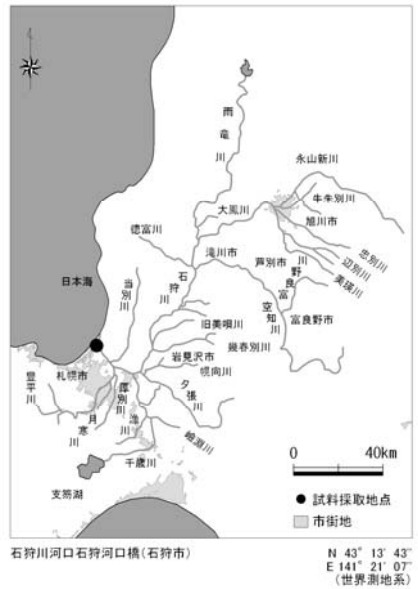 雨竜川
永山新川
牛朱別川
大鳳川
旭川市
忠別川
徳富川
滝川市
芦別市
辺別川
美瑛川
石狩川
富良野川
日本海
当別川
空知川
旧美唄川
富良野市
幾春別川
岩見沢市
幌向川
札幌市
夕張川
豊平川
厚別川
月寒川
漁川
嶮淵川
千歳川
支笏湖
0 40km
試料採取地点
市街地
石狩川河口石狩河口橋(石狩市)
N 43° 13′ 43″
E 141° 21′ 07″
(世界測地系)